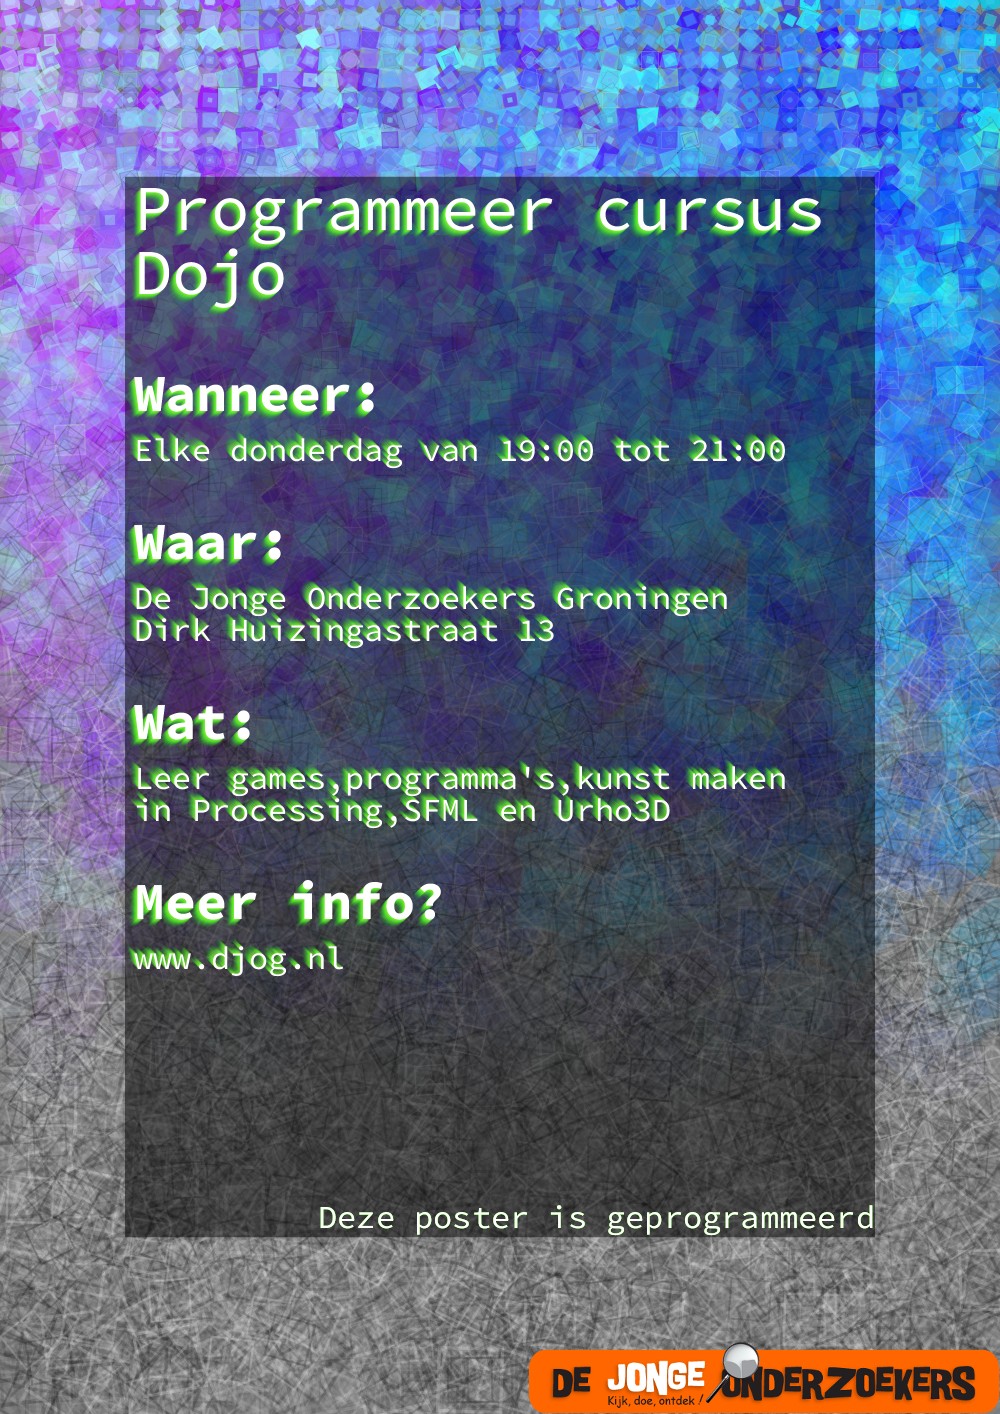 Programmeer cursus
Dojo
Wanneer:
Elke donderdag van 19:00 tot 21:00
Waar:
De Jonge Onderzoekers Groningen
Dirk Huizingastraat 13
Wat:
Leer games,programma's,kunst maken
in Processing,SFML en Urho3D
Meer info?
www.djog.nl
Deze poster is geprogrammeerd
DE JONGE ONDERZOEKERS
Kijk, doe, ontdek /